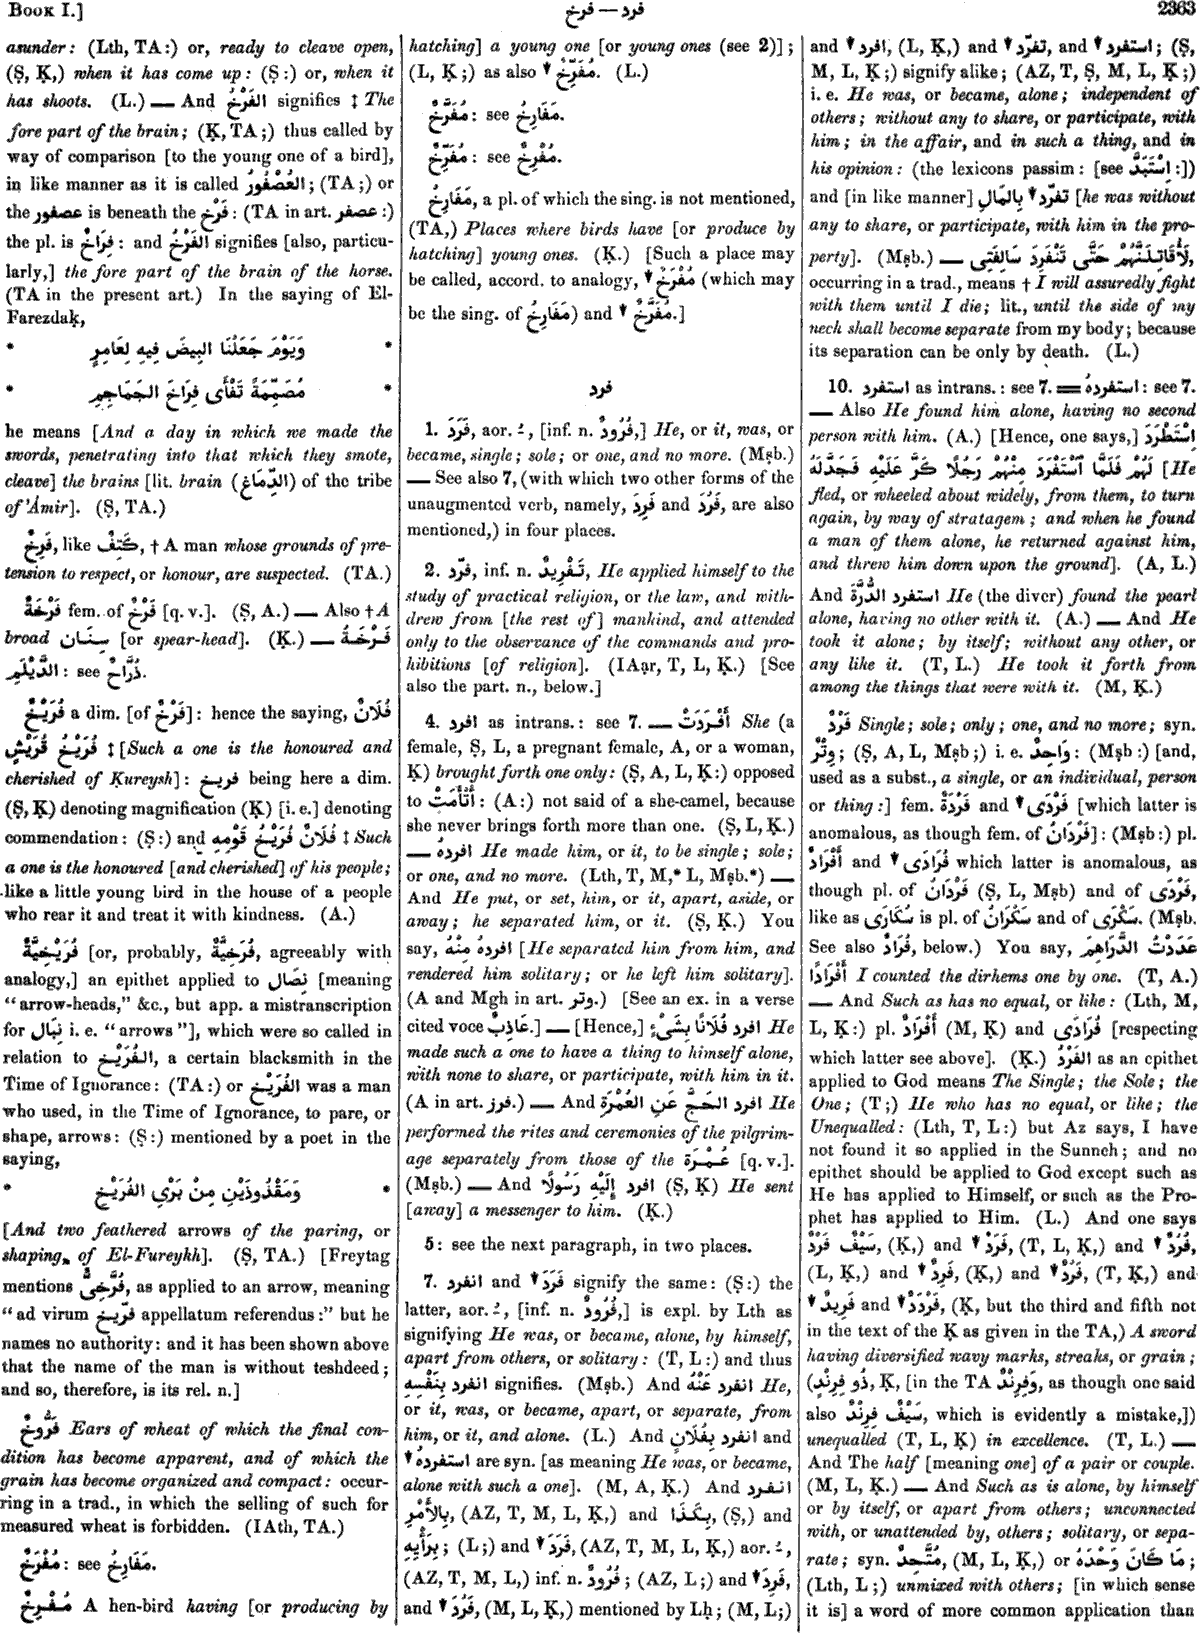 BOOK I.]
فرد — فرخ
2363
asunder: (Lth, TA:) or, ready to cleave open,
(Ṣ, Ḳ,) when it has come up: (Ṣ:) or, when it
has shoots. (L.) — And الفَرْخُ signifies ‡ The
fore part of the brain; (Ḳ, TA;) thus called by
way of comparison [to the young one of a bird],
in like manner as it is called العُصْفُورُ; (TA;) or
the عصفور is beneath the فَرْخ: (TA in art. عصفر:)
the pl. is فِرَاخٌ: and الفَرْخُ signifies [also, particu-
larly,] the fore part of the brain of the horse.
(TA in the present art.) In the saying of El-
Farezdaḳ,
* وَيَوْمَ جَعَلْنَا البِيضَ فِيهِ لِعَامِرٍ *
* مُصَمِّمَةً تَفْأَى فِرَاخَ الجَمَاجِمِ *
he means [And a day in which we made the
swords, penetrating into that which they smote,
cleave] the brains [lit. brain (الدِّمَاغ) of the tribe
of 'Ámir]. (Ṣ, TA.)
فَرِخٌ, like كَتِفٌ, † A man whose grounds of pre-
tension to respect, or honour, are suspected. (TA.)
فَرْخَةٌ fem. of فَرْخٌ [q. v.]. (Ṣ, A.) — Also † A
broad سِنَان [or spear-head]. (Ḳ.) — فَرْخَةُ
الدَّيْلَمِ: see ذُرَّاحٌ.
فُرَيْخٌ a dim. [of فَرْخٌ]: hence the saying, فُلَانٌ
فُرَيْخُ قُرَيْشٍ ‡ [Such a one is the honoured and
cherished of Ḳureysh]: فريخ being here a dim.
(Ṣ, Ḳ) denoting magnification (Ḳ) [i. e.] denoting
commendation: (Ṣ:) and فُلَانٌ فُرَيْخُ قَوْمِهِ ‡ Such
a one is the honoured [and cherished] of his people;
like a little young bird in the house of a people
who rear it and treat it with kindness. (A.)
فُرَيْخِيَّةٌ [or, probably, فُرَخِيَّةٌ, agreeably with
analogy,] an epithet applied to نِصَال [meaning
“arrow-heads,” &c., but app. a mistranscription
for نِبَال i. e. “arrows”], which were so called in
relation to الفُرَيْخ, a certain blacksmith in the
Time of Ignorance: (TA:) or الفُرَيْخ was a man
who used, in the Time of Ignorance, to pare, or
shape, arrows: (Ṣ:) mentioned by a poet in the
saying,
* وَمَقْذُوذَيْنِ مِنْ بَرْيِ الفُرَيْخِ *
[And two feathered arrows of the paring, or
shaping, of El-Fureykh]. (Ṣ, TA.) [Freytag
mentions فُرَّخِىٌّ, as applied to an arrow, meaning
“ad virum فرّيخ appellatum referendus:” but he
names no authority: and it has been shown above
that the name of the man is without teshdeed;
and so, therefore, is its rel. n.]
فَرُّوخٌ Ears of wheat of which the final con-
dition has become apparent, and of which the
grain has become organized and compact: occur-
ring in a trad., in which the selling of such for
measured wheat is forbidden. (IAth, TA.)
مُفْرَخٌ: see مَفَارِخُ.
مُفْرِخٌ A hen-bird having [or producing by
hatching] a young one [or young ones (see 2)];
(L, Ḳ;) as also ▼ مُفَرِّخٌ. (L.)
مُفَرَّخٌ: see مَفَارِخُ.
مُفَرِّخٌ: see مُفْرِخٌ.
مَفَارِخُ, a pl. of which the sing. is not mentioned,
(TA,) Places where birds have [or produce by
hatching] young ones. (Ḳ.) [Such a place may
be called, accord. to analogy, ▼ مُفْرَخٌ (which may
be the sing. of مَفَارِخُ) and ▼ مُفَرَّخٌ.]
فرد
1. فَرَدَ, aor. ـُ, [inf. n. فُرُودٌ,] He, or it, was, or
became, single; sole; or one, and no more. (Mṣb.)
— See also 7, (with which two other forms of the
unaugmented verb, namely, فَرِدَ and فَرُدَ, are also
mentioned,) in four places.
2. فرّد, inf. n. تَفْرِيدٌ, He applied himself to the
study of practical religion, or the law, and with-
drew from [the rest of] mankind, and attended
only to the observance of the commands and pro-
hibitions [of religion]. (IAạr, T, L, Ḳ.) [See
also the part. n., below.]
4. افرد as intrans.: see 7. — أَفْرَدَتْ She (a
female, Ṣ, L, a pregnant female, A, or a woman,
Ḳ) brought forth one only: (Ṣ, A, L, Ḳ:) opposed
to أَتْأَمَتْ: (A:) not said of a she-camel, because
she never brings forth more than one. (Ṣ, L, Ḳ.)
— افردهُ He made him, or it, to be single; sole;
or one, and no more. (Lth, T, M,* L, Mṣb.*) —
And He put, or set, him, or it, apart, aside, or
away; he separated him, or it. (Ṣ, Ḳ.) You
say, افردهُ مِنْهُ [He separated him from him, and
rendered him solitary; or he left him solitary].
(A and Mgh in art. وتر.) [See an ex. in a verse
cited voce عَاذِبٌ.] — [Hence,] افرد فُلَانًا بِشَىْءٍ He
made such a one to have a thing to himself alone,
with none to share, or participate, with him in it.
(A in art. فرز.) — And افرد الحَجَّ عَنِ العُمْرَةِ He
performed the rites and ceremonies of the pilgrim-
age separately from those of the عُمْرَة [q. v.].
(Mṣb.) — And افرد إِلَيْهِ رَسُولًا (Ṣ, Ḳ) He sent
[away] a messenger to him. (Ḳ.)
5: see the next paragraph, in two places.
7. انفرد and ▼ فَرَدَ signify the same: (Ṣ:) the
latter, aor. ـُ, [inf. n. فُرُودٌ,] is expl. by Lth as
signifying He was, or became, alone, by himself,
apart from others, or solitary: (T, L:) and thus
انفرد بِنَفْسِهِ signifies. (Mṣb.) And انفرد عَنْهُ He,
or it, was, or became, apart, or separate, from
him, or it, and alone. (L.) And انفرد بِفُلَانٍ and
▼ استفردهُ are syn. [as meaning He was, or became,
alone with such a one]. (M, A, Ḳ.) And انفرد
بِالأَمْرِ, (AZ, T, M, L, Ḳ,) and بِكَذَا, (Ṣ,) and
بِرَأْيِهِ; (L;) and ▼ فَرَدَ, (AZ, T, M, L, Ḳ,) aor. ـُ,
(AZ, T, M, L,) inf. n. فُرُودٌ; (AZ, L;) and ▼ فَرِدَ,
and ▼ فَرُدَ, (M, L, Ḳ,) mentioned by Lḥ; (M, L;)
and ▼ افرد, (L, Ḳ,) and ▼ تفرّد, and ▼ استفرد; (Ṣ,
M, L, Ḳ;) signify alike; (AZ, T, Ṣ, M, L, Ḳ;)
i. e. He was, or became, alone; independent of
others; without any to share, or participate, with
him; in the affair, and in such a thing, and in
his opinion: (the lexicons passim: [see اِسْتَبَدَّ:])
and [in like manner] ▼ تفرّد بِالمَالِ [he was without
any to share, or participate, with him in the pro-
perty]. (Mṣb.) — لَأُقَاتِلَنَّهُمْ حَتَّى تَنْفَرِدَ سَالِفَتِى,
occurring in a trad., means † I will assuredly fight
with them until I die; lit., until the side of my
neck shall become separate from my body; because
its separation can be only by death. (L.)
10. استفرد as intrans.: see 7. = استفردهُ: see 7.
— Also He found him alone, having no second
person with him. (A.) [Hence, one says,] اِسْتَطْرَدَ
لَهُمْ فَلَمَّا ٱسْتَفْرَدَ مِنْهُمْ رَجُلًا كَرَّ عَلَيْهِ فَجَدَّلَهُ [He
fled, or wheeled about widely, from them, to turn
again, by way of stratagem; and when he found
a man of them alone, he returned against him,
and threw him down upon the ground]. (A, L.)
And استفرد الدُّرَّةَ He (the diver) found the pearl
alone, having no other with it. (A.) — And He
took it alone; by itself; without any other, or
any like it. (T, L.) He took it forth from
among the things that were with it. (M, Ḳ.)
فَرْدٌ Single; sole; only; one, and no more; syn.
وِتْرٌ; (Ṣ, A, L, Mṣb;) i. e. وَاحِدٌ: (Mṣb:) [and,
used as a subst., a single, or an individual, person
or thing:] fem. فَرْدَةٌ and ▼ فَرْدَى [which latter is
anomalous, as though fem. of فَرْدَانُ]: (Mṣb:) pl.
أَفْرَادٌ and ▼ فُرَادَى which latter is anomalous, as
though pl. of فَرْدَانُ (Ṣ, L, Mṣb) and of فَرْدَى,
like as سُكَارَى is pl. of سَكْرَانُ and of سَكْرَى. (Mṣb.
See also فُرَادٌ, below.) You say, عَدَدْتُ الدَّرَاهِمَ
أَفْرَادًا I counted the dirhems one by one. (T, A.)
— And Such as has no equal, or like: (Lth, M,
L, Ḳ:) pl. أَفْرَادٌ (M, Ḳ) and فُرَادَى [respecting
which latter see above]. (Ḳ.) الفَرْدُ as an epithet
applied to God means The Single; the Sole; the
One; (T;) He who has no equal, or like; the
Unequalled: (Lth, T, L:) but Az says, I have
not found it so applied in the Sunneh; and no
epithet should be applied to God except such as
He has applied to Himself, or such as the Pro-
phet has applied to Him. (L.) And one says
سَيْفٌ فَرْدٌ, (Ḳ,) and ▼ فَرَدٌ, (T, L, Ḳ,) and ▼ فُرُدٌ,
(L, Ḳ,) and ▼ فَرِدٌ, (Ḳ,) and ▼ فَرُدٌ, (T, Ḳ,) and
▼ فَرِيدٌ and ▼ فَرْدَدٌ, (Ḳ, but the third and fifth not
in the text of the Ḳ as given in the TA,) A sword
having diversified wavy marks, streaks, or grain;
(ذُو فِرِنْدٍ, Ḳ, [in the TA وَفِرِنْدٌ, as though one said
also سَيْفٌ فِرِنْدٌ, which is evidently a mistake,])
unequalled (T, L, Ḳ) in excellence. (T, L.) —
And The half [meaning one] of a pair or couple.
(M, L, Ḳ.) — And Such as is alone, by himself
or by itself, or apart from others; unconnected
with, or unattended by, others; solitary, or sepa-
rate; syn. مُتَّحِدٌ, (M, L, Ḳ,) or مَا كَانَ وَحْدَهُ;
(Lth, L;) unmixed with others; [in which sense
it is] a word of more common application than